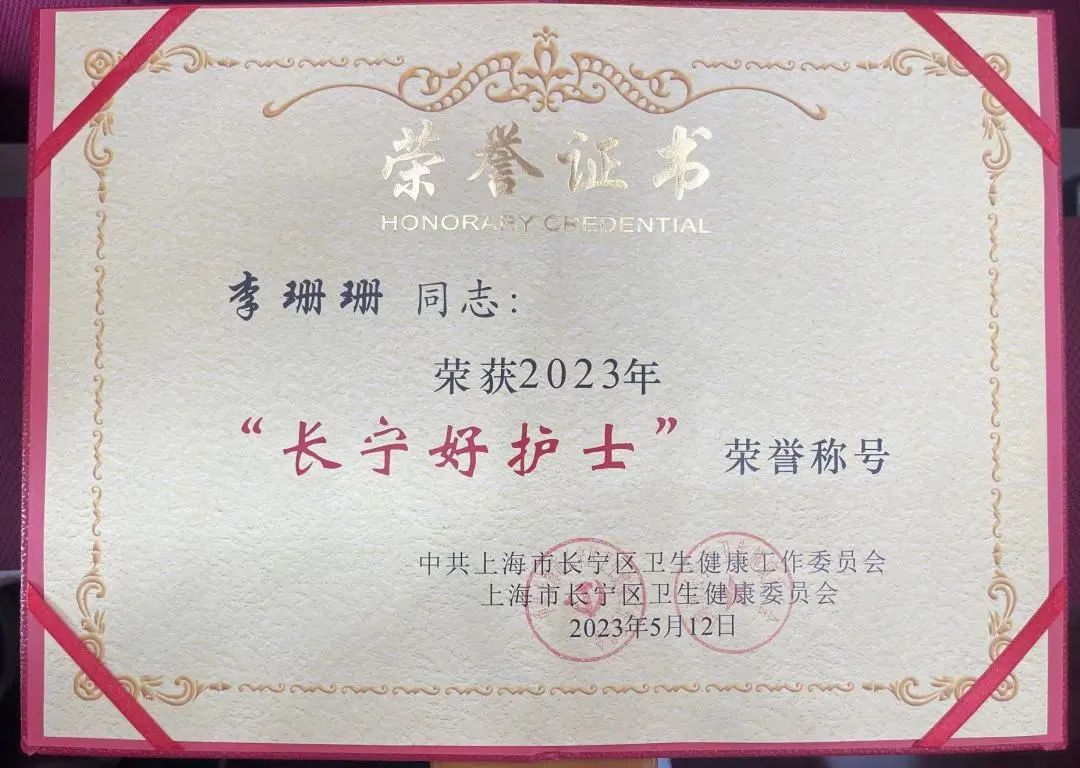 荣誉证书
HONORARY CREDENTIAL
李珊珊 同志：
荣获2023年
“长宁好护士”荣誉称号
中共上海市长宁区卫生健康工作委员会
上海市长宁区卫生健康委员会
2023年5月12日